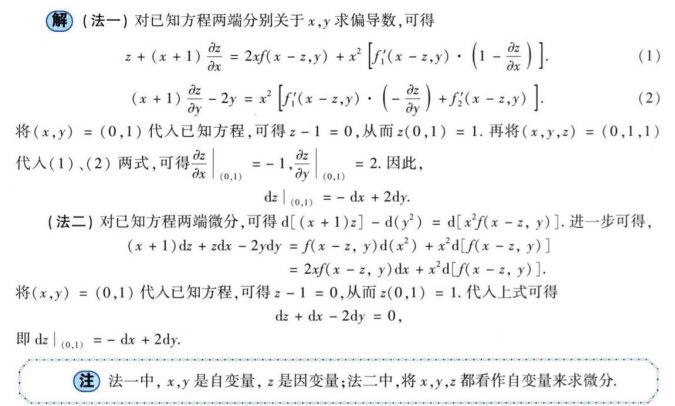 解 (法一) 对已知方程两端分别关于 x,y 求偏导数,可得
z + (x + 1) ∂z/∂x = 2xf(x − z,y) + x² [f₁′(x − z,y) · (1 − ∂z/∂x)]. (1)
(x + 1) ∂z/∂y − 2y = x² [f₁′(x − z,y) · (− ∂z/∂y) + f₂′(x − z,y)]. (2)
将(x,y) = (0,1) 代入已知方程,可得 z − 1 = 0,从而 z(0,1) = 1. 再将(x,y,z) = (0,1,1)
代入(1)、(2) 两式,可得 ∂z/∂x |(0,1) = − 1, ∂z/∂y |(0,1) = 2. 因此,
dz |(0,1) = − dx + 2dy.
(法二) 对已知方程两端微分,可得 d[(x + 1)z] − d(y²) = d[x²f(x − z, y)]. 进一步可得,
(x + 1)dz + zdx − 2ydy = f(x − z, y)d(x²) + x²d[f(x − z, y)]
= 2xf(x − z, y)dx + x²d[f(x − z, y)].
将(x,y) = (0,1) 代入已知方程,可得 z − 1 = 0,从而 z(0,1) = 1. 代入上式可得
dz + dx − 2dy = 0,
即 dz |(0,1) = − dx + 2dy.
注 法一中, x,y 是自变量, z 是因变量;法二中,将 x,y,z 都看作自变量来求微分.